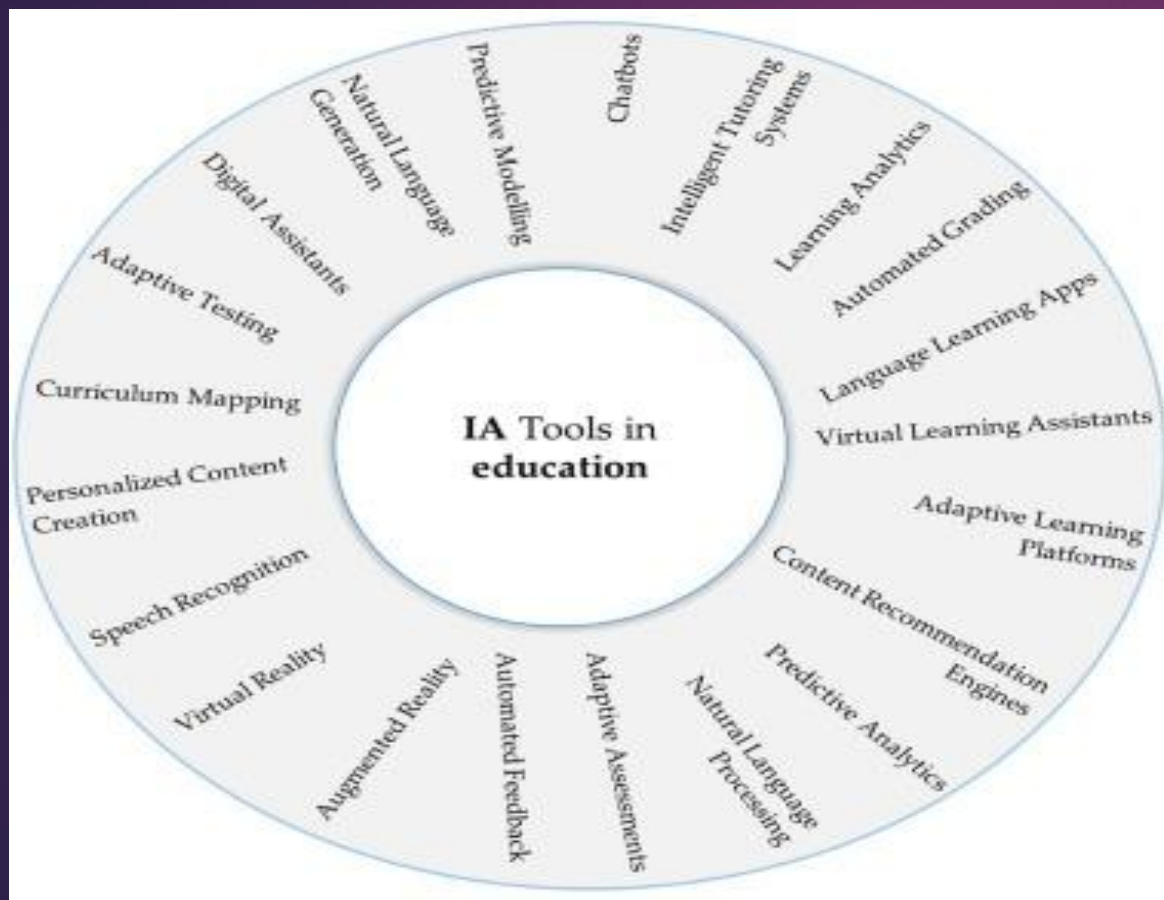 IA Tools in
education
Chatbots
Intelligent Tutoring
Systems
Learning Analytics
Automated Grading
Language Learning Apps
Virtual Learning Assistants
Adaptive Learning
Platforms
Content Recommendation
Engines
Predictive Analytics
Natural Language
Processing
Adaptive Assessments
Automated Feedback
Augmented Reality
Virtual Reality
Speech Recognition
Personalized Content
Creation
Curriculum Mapping
Adaptive Testing
Digital Assistants
Natural Language
Generation
Predictive Modelling